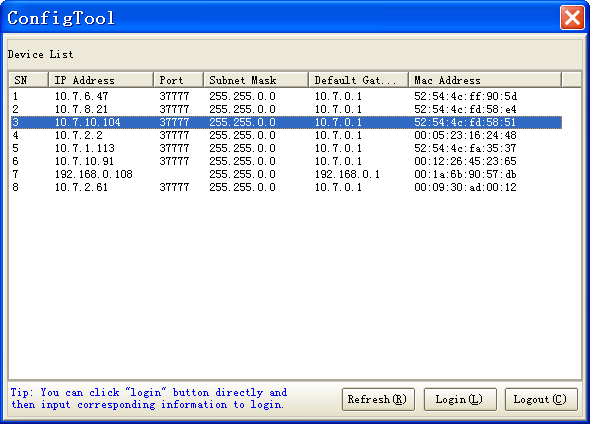 ConfigTool
Device List
SN IP Address Port Subnet Mask Default Gat... Mac Address
1 10.7.6.47 37777 255.255.0.0 10.7.0.1 52:54:4c:ff:90:5d
2 10.7.8.21 37777 255.255.0.0 10.7.0.1 52:54:4c:fd:58:e4
3 10.7.10.104 37777 255.255.0.0 10.7.0.1 52:54:4c:fd:58:51
4 10.7.2.2 37777 255.255.0.0 10.7.0.1 00:05:23:16:24:48
5 10.7.1.113 37777 255.255.0.0 10.7.0.1 52:54:4c:fa:35:37
6 10.7.10.91 37777 255.255.0.0 10.7.0.1 00:12:26:45:23:65
7 192.168.0.108 255.255.0.0 192.168.0.1 00:1a:6b:90:57:db
8 10.7.2.61 37777 255.255.0.0 10.7.0.1 00:09:30:ad:00:12
Tip: You can click "login" button directly and
then input corresponding information to login.
Refresh(R) Login(L) Logout(C)